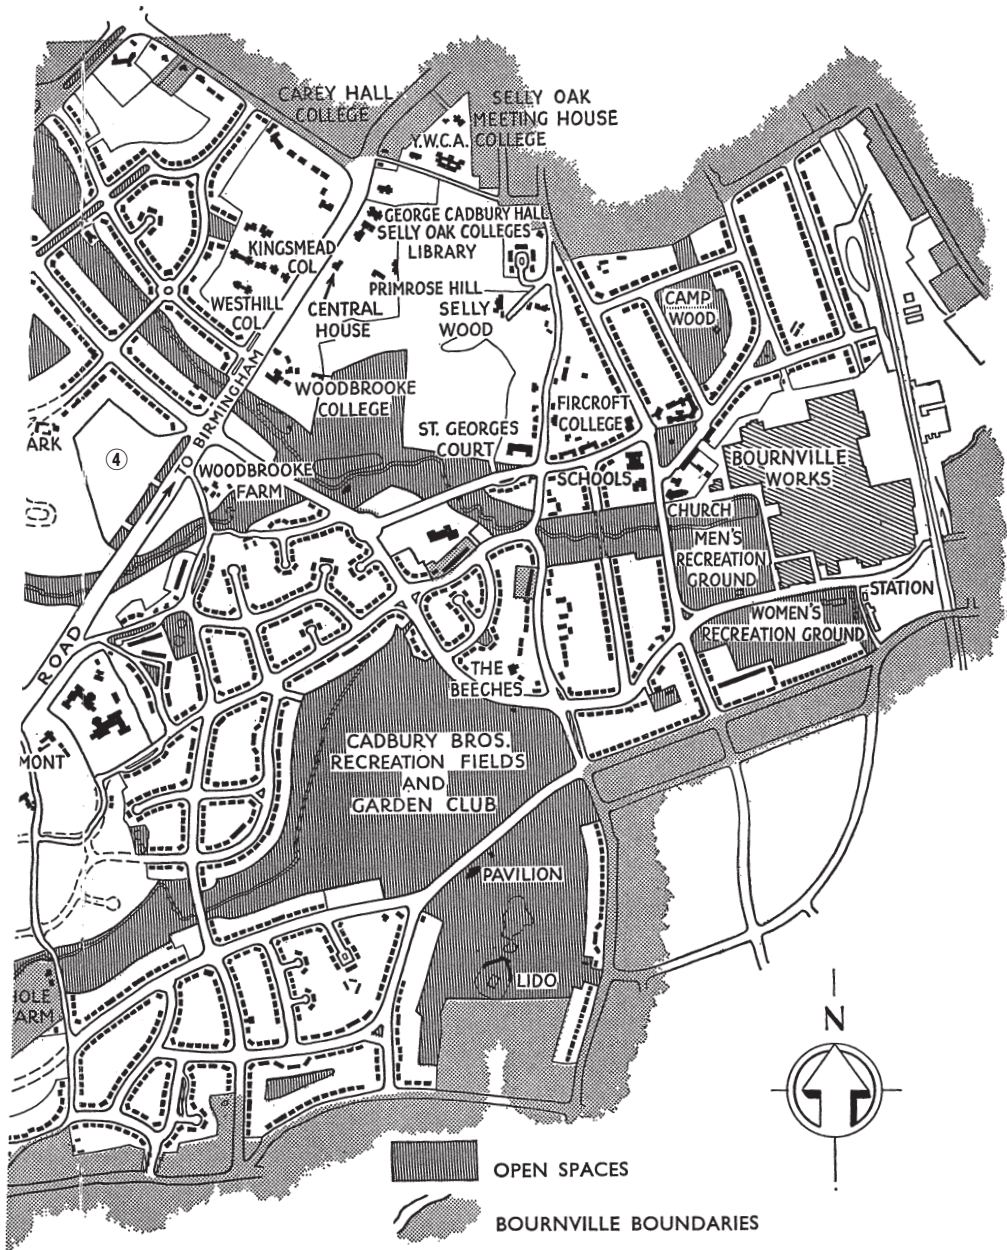 CAREY HALL
COLLEGE
SELLY OAK
MEETING HOUSE
COLLEGE
Y.W.C.A.
GEORGE CADBURY HALL
SELLY OAK COLLEGES
LIBRARY
KINGSMEAD
COL
PRIMROSE HILL
WESTHILL
COL
CENTRAL
HOUSE
SELLY
WOOD
CAMP
WOOD
WOODBROOKE
COLLEGE
FIRCROFT
COLLEGE
ST. GEORGES
COURT
ARK
4
TO BIRMINGHAM
WOODBROOKE
FARM
SCHOOLS
BOURNVILLE
WORKS
CHURCH
MEN'S
RECREATION
GROUND
STATION
WOMEN'S
RECREATION GROUND
ROAD
THE
BEECHES
MONT
CADBURY BROS.
RECREATION FIELDS
AND
GARDEN CLUB
PAVILION
LIDO
HOLE
ARM
N
OPEN SPACES
BOURNVILLE BOUNDARIES